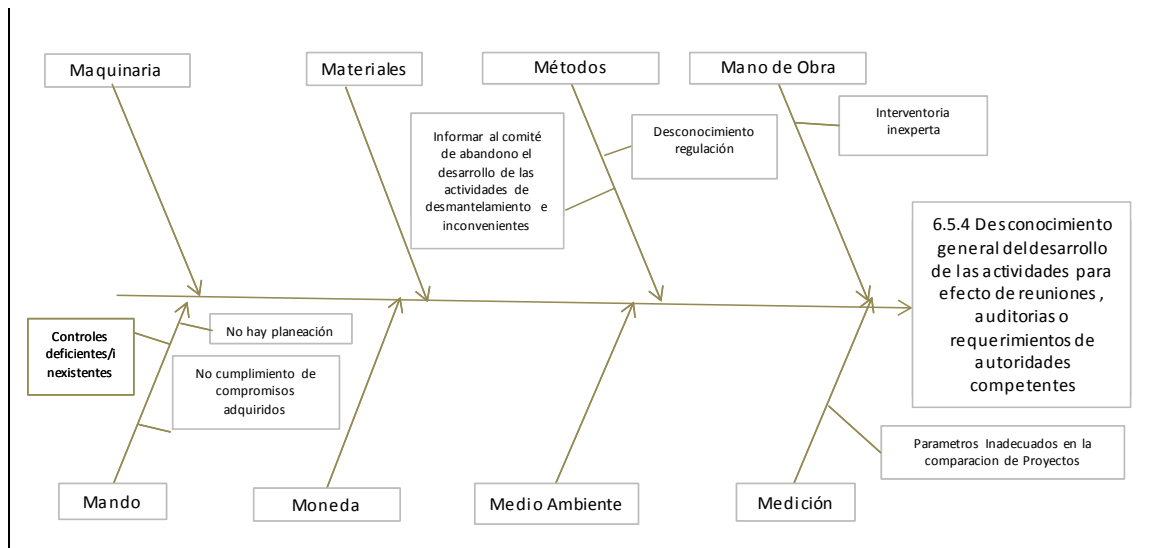 Maquinaria
Materiales
Métodos
Mano de Obra
Informar al comité
de abandono el
desarrollo de las
actividades de
desmantelamiento e
inconvenientes
Desconocimiento
regulación
Interventoria
inexperta
6.5.4 Desconocimiento
general del desarrollo
de las actividades para
efecto de reuniones ,
auditorias o
requerimientos de
autoridades
competentes
Controles
deficientes/i
nexistentes
No hay planeación
No cumplimiento de
compromisos
adquiridos
Parametros Inadecuados en la
comparacion de Proyectos
Mando
Moneda
Medio Ambiente
Medición